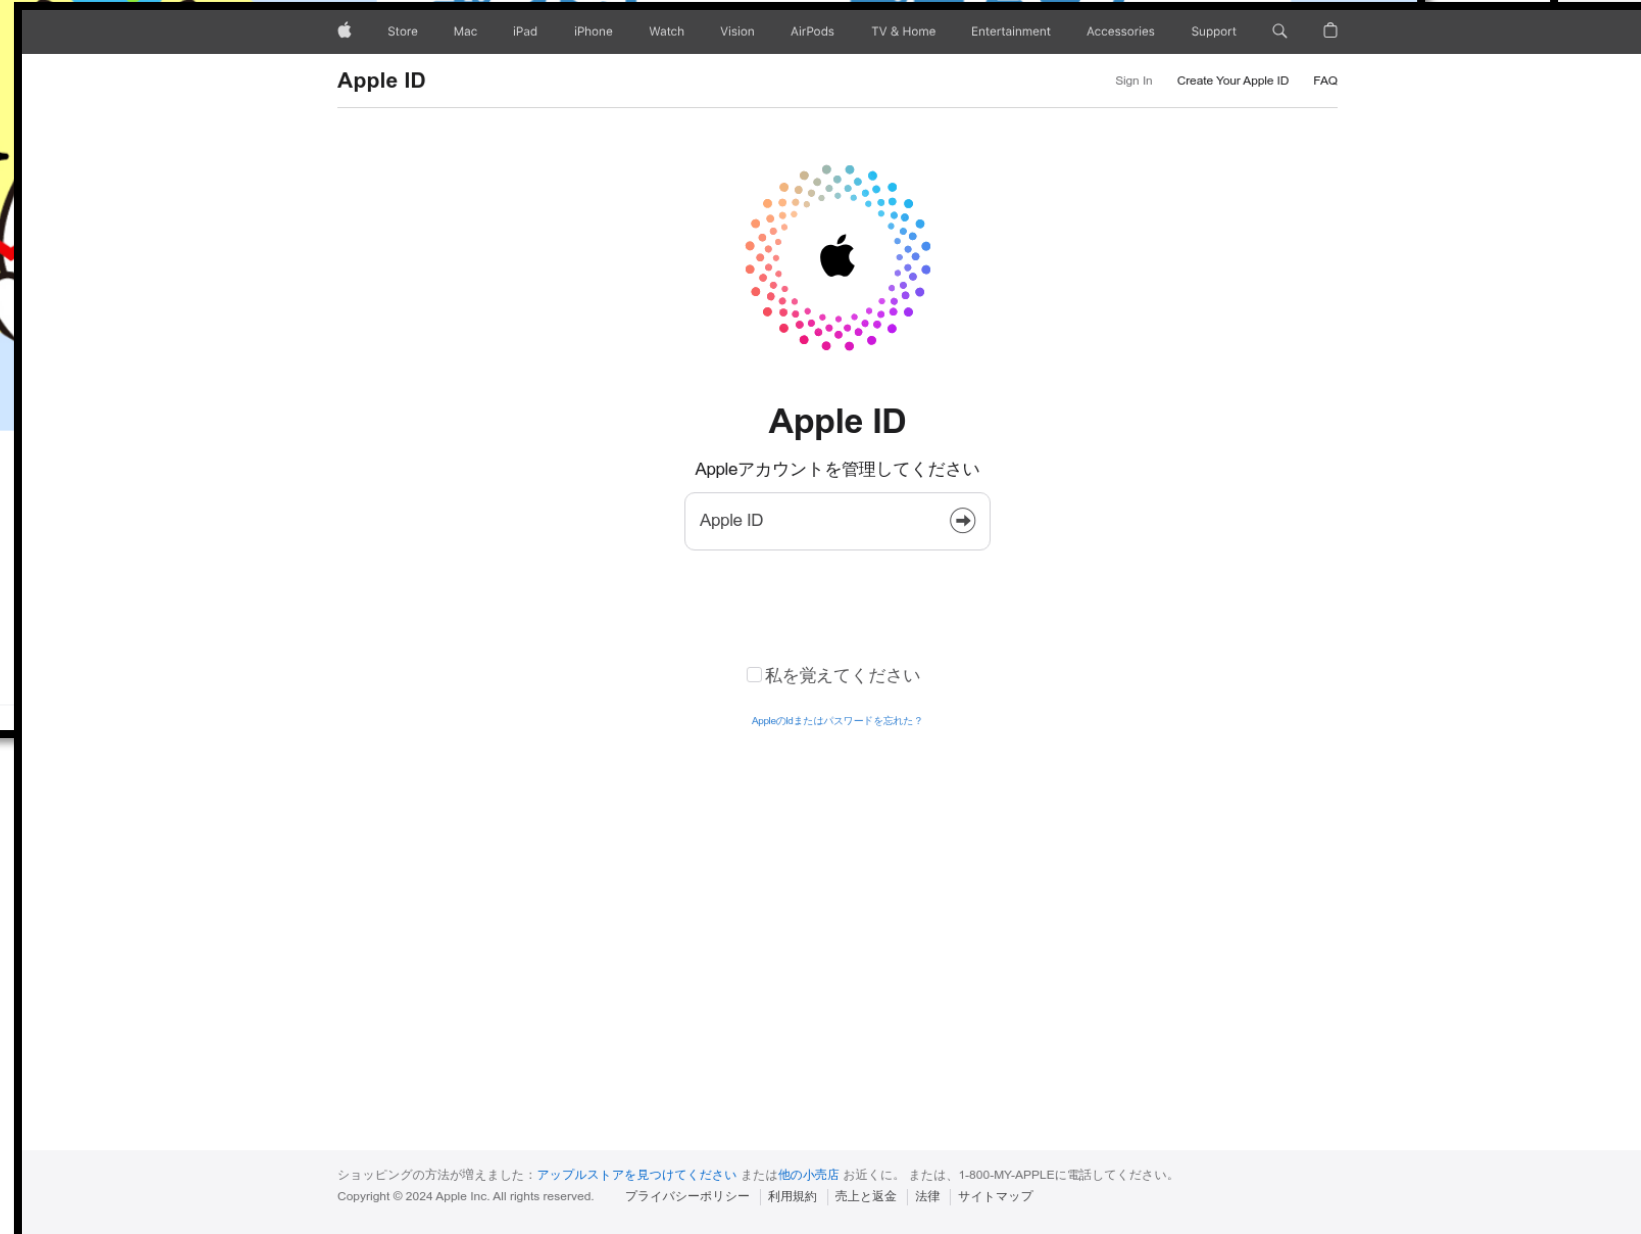 Store Mac iPad iPhone Watch Vision AirPods TV & Home Entertainment Accessories Support
Apple ID
Sign In Create Your Apple ID FAQ
Apple ID
Appleアカウントを管理してください
Apple ID
私を覚えてください
AppleのIdまたはパスワードを忘れた？
ショッピングの方法が増えました：アップルストアを見つけてください または他の小売店 お近くに。 または、1-800-MY-APPLEに電話してください。
Copyright © 2024 Apple Inc. All rights reserved. プライバシーポリシー 利用規約 売上と返金 法律 サイトマップ